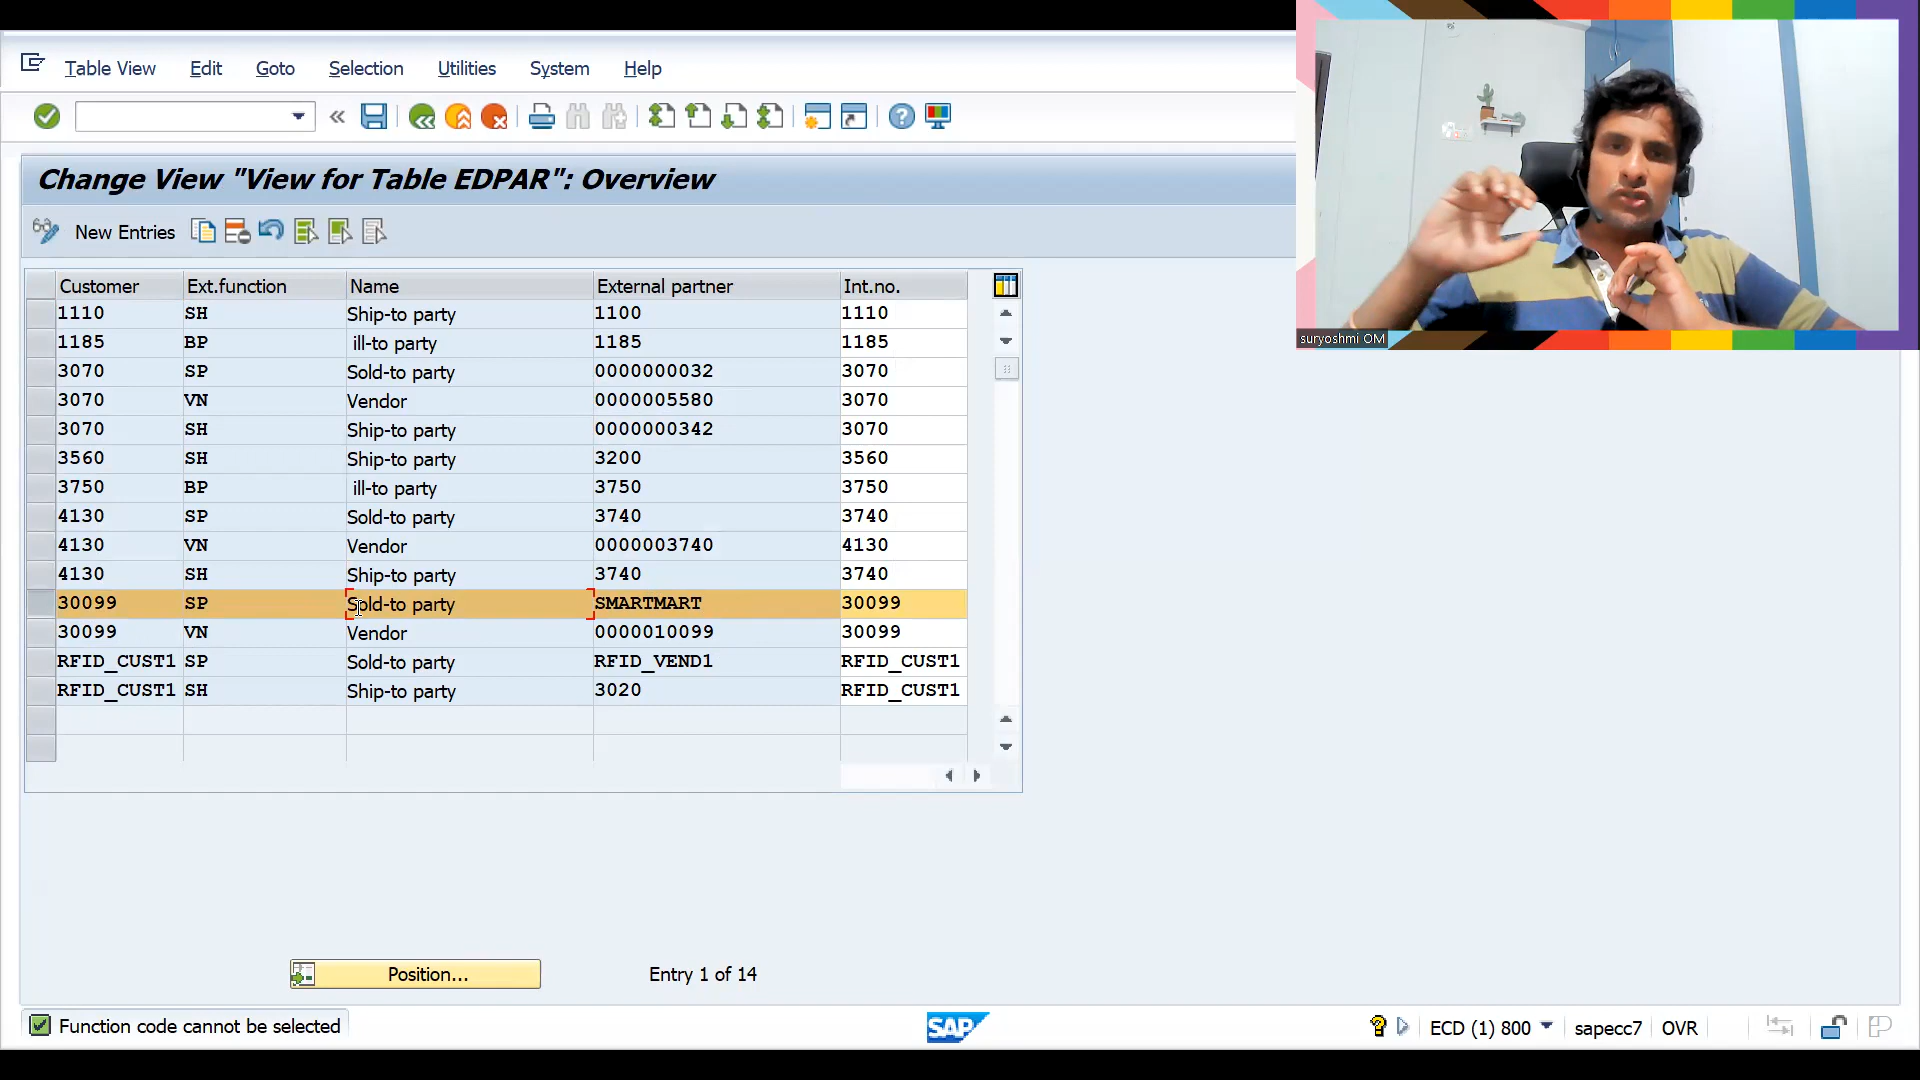 Table View Edit Goto Selection Utilities System Help
Change View "View for Table EDPAR": Overview
New Entries
Customer Ext.function Name External partner Int.no.
1110 SH Ship-to party 1100 1110
1185 BP ill-to party 1185 1185
3070 SP Sold-to party 0000000032 3070
3070 VN Vendor 0000005580 3070
3070 SH Ship-to party 0000000342 3070
3560 SH Ship-to party 3200 3560
3750 BP ill-to party 3750 3750
4130 SP Sold-to party 3740 3740
4130 VN Vendor 0000003740 4130
4130 SH Ship-to party 3740 3740
30099 SP Sold-to party SMARTMART 30099
30099 VN Vendor 0000010099 30099
RFID_CUST1 SP Sold-to party RFID_VEND1 RFID_CUST1
RFID_CUST1 SH Ship-to party 3020 RFID_CUST1
Position... Entry 1 of 14
Function code cannot be selected
SAP
ECD (1) 800 sapecc7 OVR
suryoshmi OM